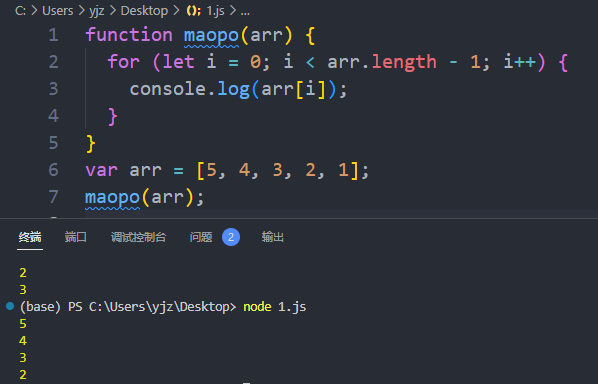 C: > Users > yjz > Desktop > 1.js > ...
1 function maopo(arr) {
2 for (let i = 0; i < arr.length - 1; i++) {
3 console.log(arr[i]);
4 }
5 }
6 var arr = [5, 4, 3, 2, 1];
7 maopo(arr);
终端 端口 调试控制台 问题 2 输出
2
3
(base) PS C:\Users\yjz\Desktop> node 1.js
5
4
3
2